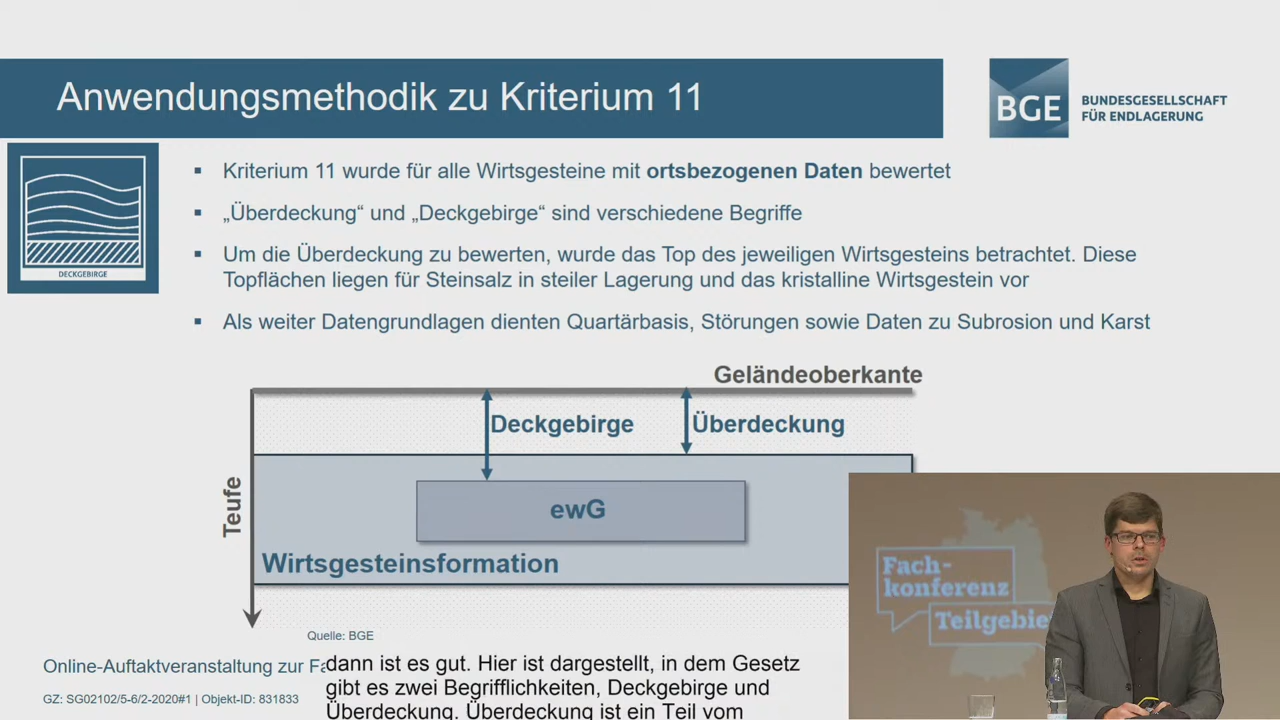 Anwendungsmethodik zu Kriterium 11
BGE
BUNDESGESELLSCHAFT
FÜR ENDLAGERUNG
DECKGEBIRGE
▪ Kriterium 11 wurde für alle Wirtsgesteine mit ortsbezogenen Daten bewertet
▪ „Überdeckung“ und „Deckgebirge“ sind verschiedene Begriffe
▪ Um die Überdeckung zu bewerten, wurde das Top des jeweiligen Wirtsgesteins betrachtet. Diese
Topflächen liegen für Steinsalz in steiler Lagerung und das kristalline Wirtsgestein vor
▪ Als weiter Datengrundlagen dienten Quartärbasis, Störungen sowie Daten zu Subrosion und Karst
Geländeoberkante
Deckgebirge
Überdeckung
Teufe
ewG
Wirtsgesteinsformation
Quelle: BGE
Fach-
konferenz
Teilgebie
Online-Auftaktveranstaltung zur Fa
GZ: SG02102/5-6/2-2020#1 | Objekt-ID: 831833
dann ist es gut. Hier ist dargestellt, in dem Gesetz
gibt es zwei Begrifflichkeiten, Deckgebirge und
Überdeckung. Überdeckung ist ein Teil vom